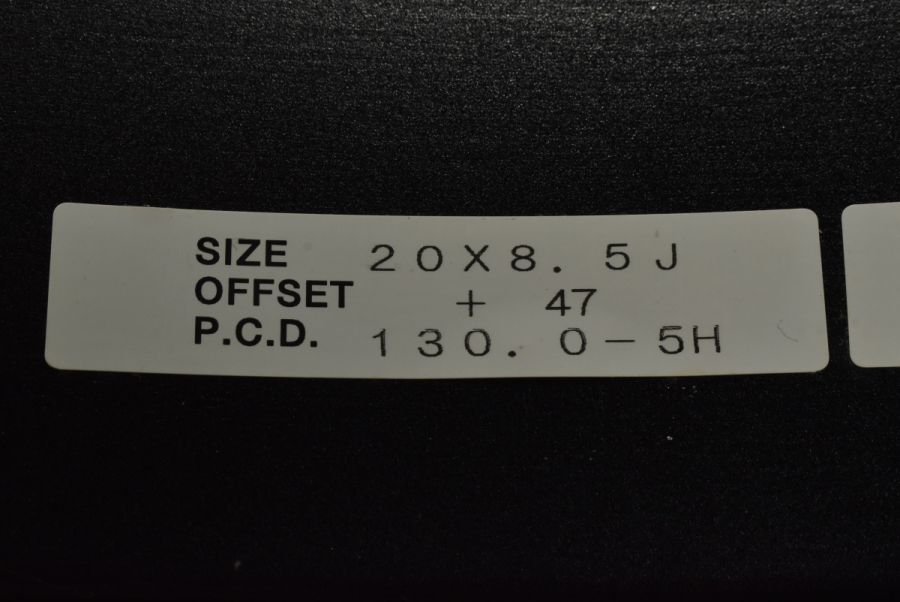 SIZE 20X8.5J
OFFSET + 47
P.C.D. 130.0-5H